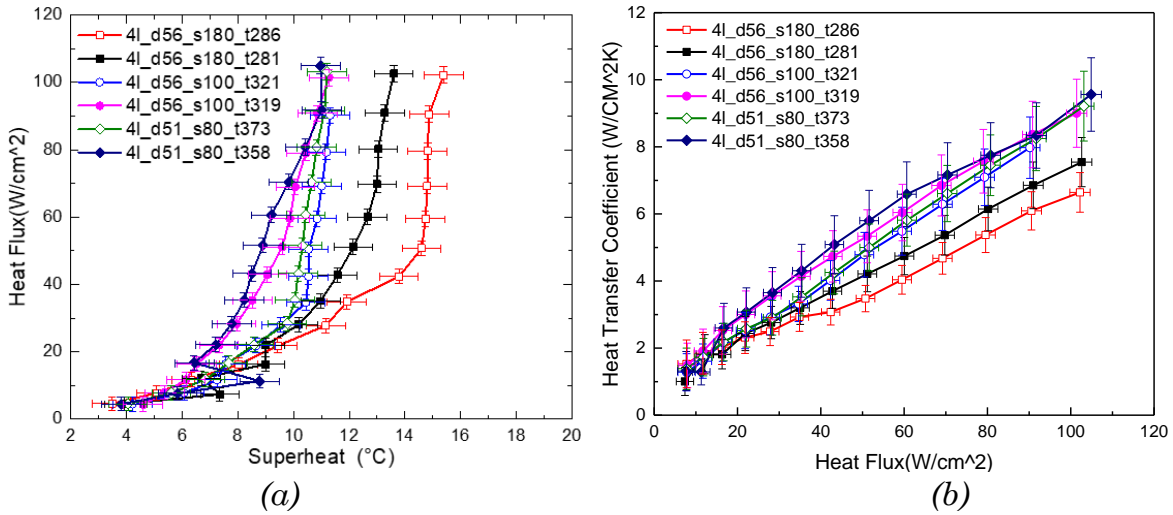 4l_d56_s180_t286
4l_d56_s180_t281
4l_d56_s100_t321
4l_d56_s100_t319
4l_d51_s80_t373
4l_d51_s80_t358
Heat Flux(W/cm^2)
120
100
80
60
40
20
0
2 4 6 8 10 12 14 16 18 20
Superheat (°C)
(a)
4l_d56_s180_t286
4l_d56_s180_t281
4l_d56_s100_t321
4l_d56_s100_t319
4l_d51_s80_t373
4l_d51_s80_t358
Heat Transfer Coefficient (W/CM^2K)
12
10
8
6
4
2
0
0 20 40 60 80 100 120
Heat Flux(W/cm^2)
(b)